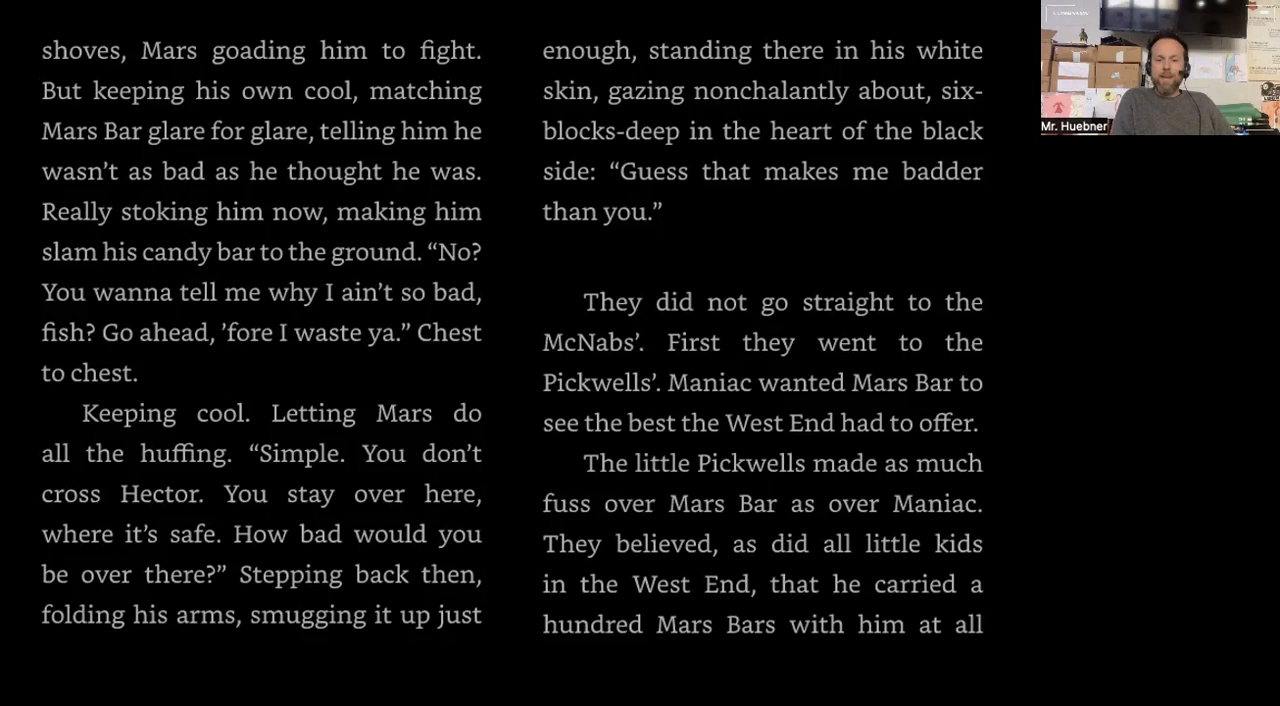 shoves, Mars goading him to fight.
But keeping his own cool, matching
Mars Bar glare for glare, telling him he
wasn’t as bad as he thought he was.
Really stoking him now, making him
slam his candy bar to the ground. “No?
You wanna tell me why I ain’t so bad,
fish? Go ahead, ’fore I waste ya.” Chest
to chest.
Keeping cool. Letting Mars do
all the huffing. “Simple. You don’t
cross Hector. You stay over here,
where it’s safe. How bad would you
be over there?” Stepping back then,
folding his arms, smugging it up just
enough, standing there in his white
skin, gazing nonchalantly about, six-
blocks-deep in the heart of the black
side: “Guess that makes me badder
than you.”
They did not go straight to the
McNabs’. First they went to the
Pickwells’. Maniac wanted Mars Bar to
see the best the West End had to offer.
The little Pickwells made as much
fuss over Mars Bar as over Maniac.
They believed, as did all little kids
in the West End, that he carried a
hundred Mars Bars with him at all
Mr. Huebner